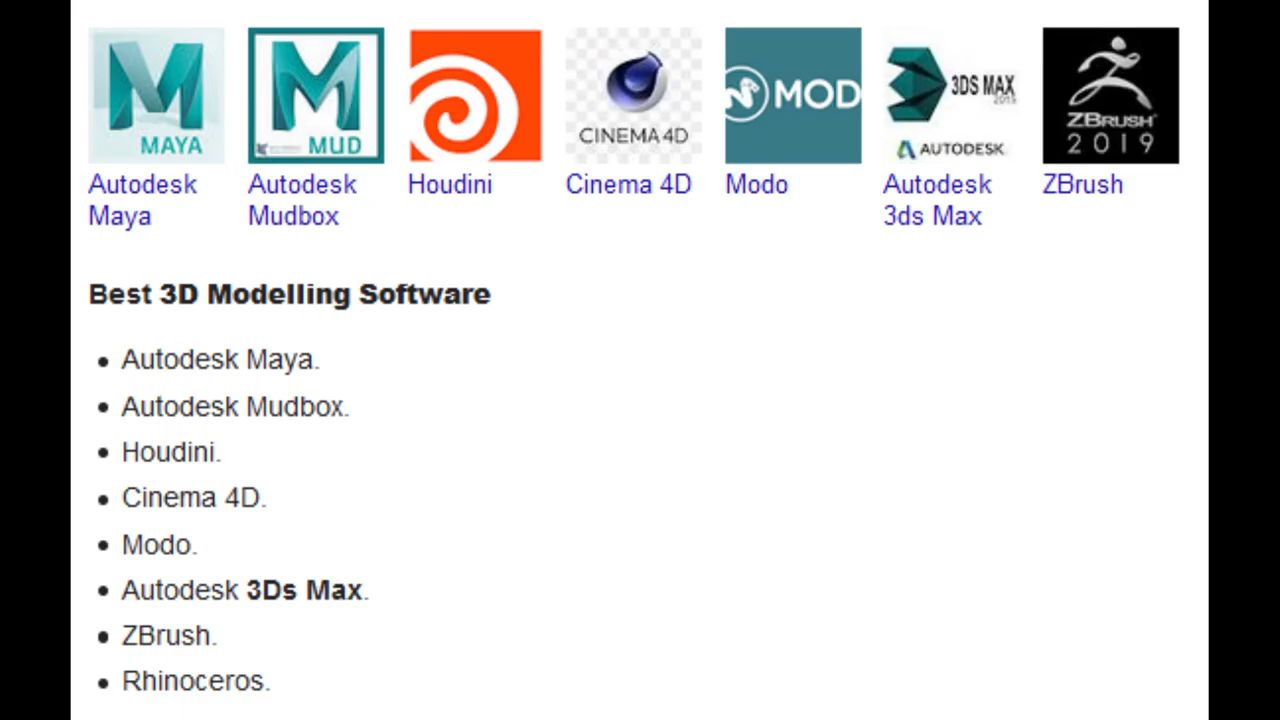 MAYA
MUD
CINEMA 4D
MOD
3DS MAX
2015
AUTODESK
ZBRUSH
2019
Autodesk Maya
Autodesk Mudbox
Houdini
Cinema 4D
Modo
Autodesk 3ds Max
ZBrush
Best 3D Modelling Software
• Autodesk Maya.
• Autodesk Mudbox.
• Houdini.
• Cinema 4D.
• Modo.
• Autodesk 3Ds Max.
• ZBrush.
• Rhinoceros.